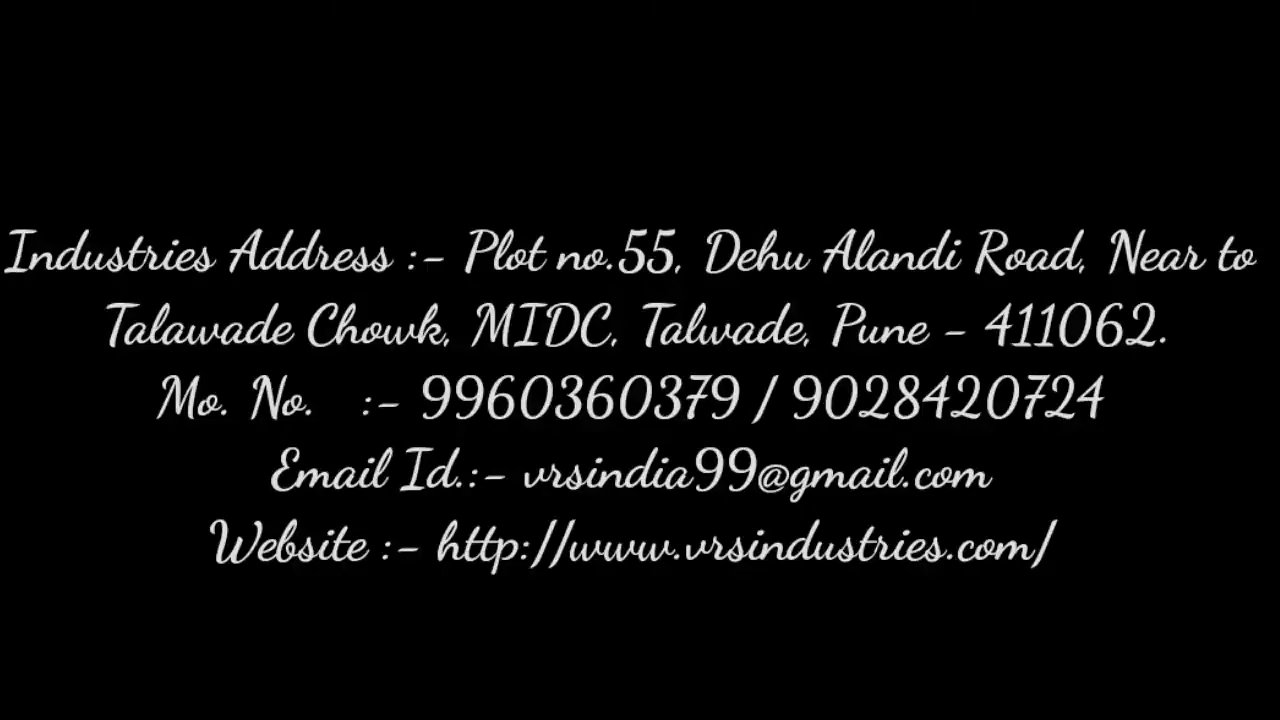 Industries Address :- Plot no.55, Dehu Alandi Road, Near to
Talawade Chowk, MIDC, Talwade, Pune - 411062.
Mo. No. :- 9960360379 / 9028420724
Email Id.:- vrsindia99@gmail.com
Website :- http://www.vrsindustries.com/